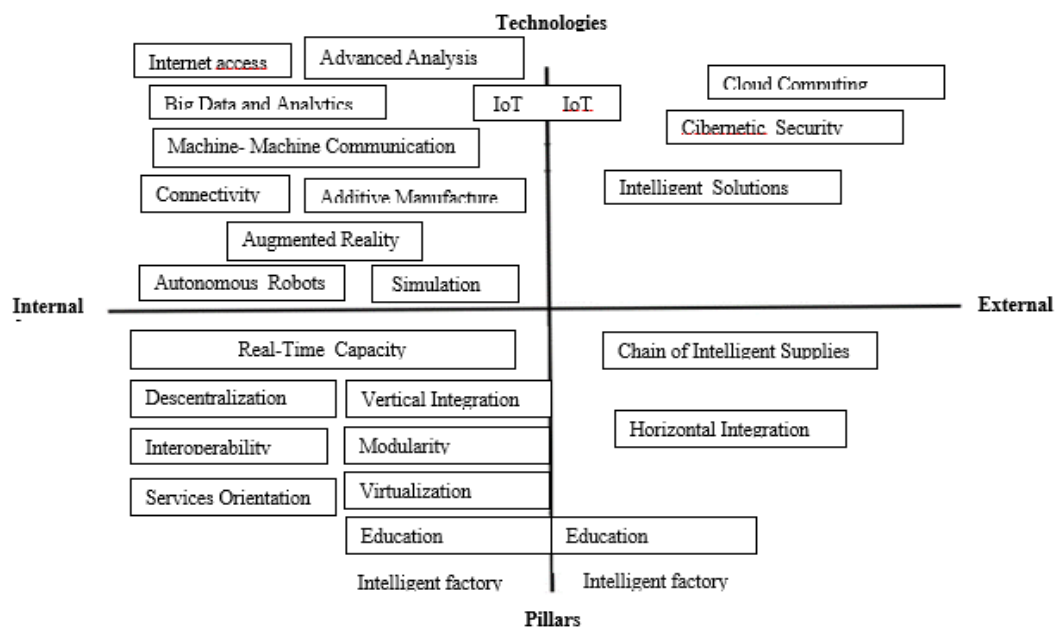 Technologies
Internet access
Advanced Analysis
Big Data and Analytics
IoT IoT
Cloud Computing
Cibernetic Security
Machine- Machine Communication
Connectivity
Additive Manufacture
Intelligent Solutions
Augmented Reality
Autonomous Robots
Simulation
Internal
External
Real-Time Capacity
Chain of Intelligent Supplies
Descentralization
Vertical Integration
Horizontal Integration
Interoperability
Modularity
Services Orientation
Virtualization
Education
Education
Intelligent factory
Intelligent factory
Pillars